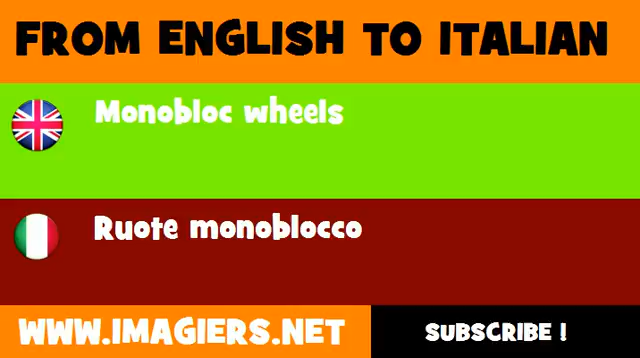 FROM ENGLISH TO ITALIAN
Monobloc wheels
Ruote monoblocco
WWW.IMAGIERS.NET
SUBSCRIBE !